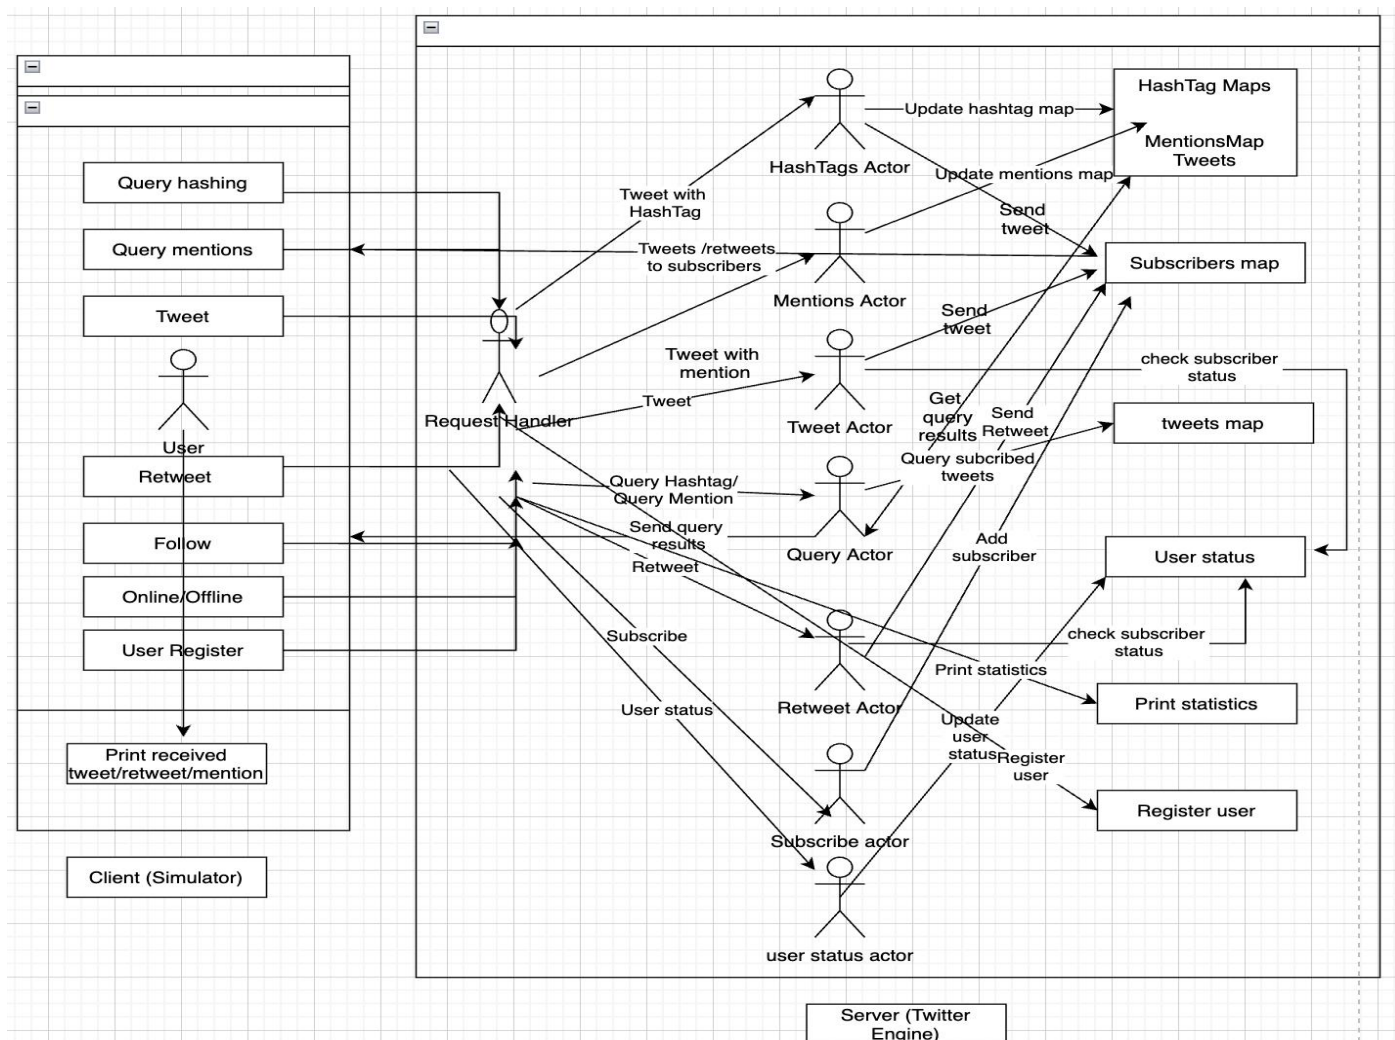 Query hashing
Query mentions
Tweet
User
Retweet
Follow
Online/Offline
User Register
Print received
tweet/retweet/mention
Client (Simulator)
Request Handler
Tweet with
HashTag
Tweets /retweets
to subscribers
Tweet with
mention
Tweet
Query Hashtag/
Query Mention
Send query
results
Retweet
Subscribe
User status
HashTags Actor
Mentions Actor
Tweet Actor
Query Actor
Retweet Actor
Subscribe actor
user status actor
Update hashtag map
Update mentions map
Send
tweet
Send
tweet
check subscriber
status
Get
query
results
Send
Retweet
Query subcribed
tweets
Add
subscriber
check subscriber
status
Print statistics
Update
user
status
Register
user
HashTag Maps
MentionsMap
Tweets
Subscribers map
tweets map
User status
Print statistics
Register user
Server (Twitter
Engine)